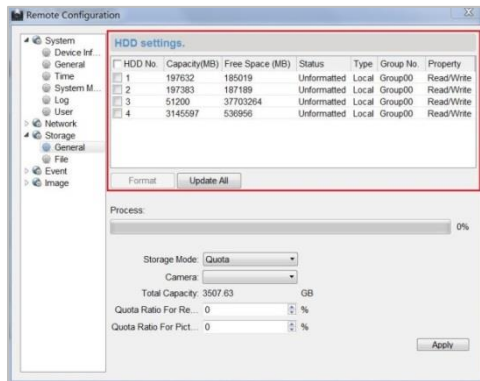 Remote Configuration
System
Device Inf...
General
Time
System M...
Log
User
Network
Storage
General
File
Event
Image
HDD settings.
HDD No. Capacity(MB) Free Space (MB) Status Type Group No. Property
1 197632 185019 Unformatted Local Group00 Read/Write
2 197383 187189 Unformatted Local Group00 Read/Write
3 51200 37703264 Unformatted Local Group00 Read/Write
4 3145597 536956 Unformatted Local Group00 Read/Write
Format Update All
Process:
0%
Storage Mode: Quota
Camera:
Total Capacity: 3507.63 GB
Quota Ratio For Re... 0 %
Quota Ratio For Pict... 0 %
Apply